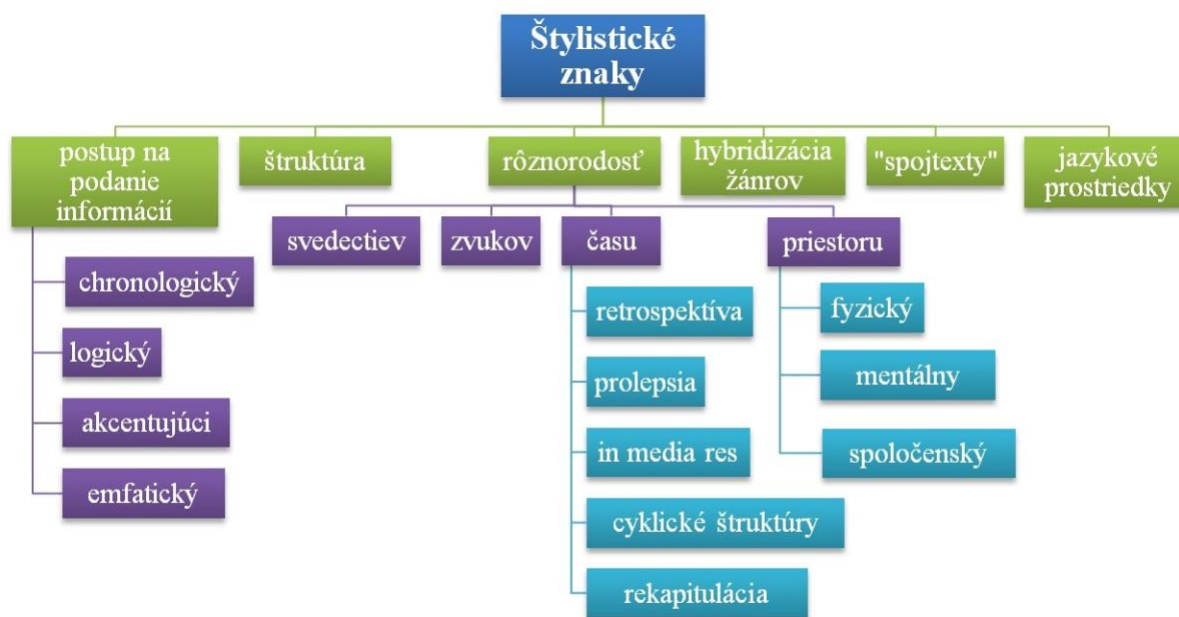 Štylistické
znaky
postup na
podanie
informácií
štruktúra
rôznorodosť
hybridizácia
žánrov
"spojtexty"
jazykové
prostriedky
svedectiev
zvukov
času
priestoru
chronologický
logický
akcentujúci
emfatický
retrospektíva
prolepsia
in media res
cyklické štruktúry
rekapitulácia
fyzický
mentálny
spoločenský